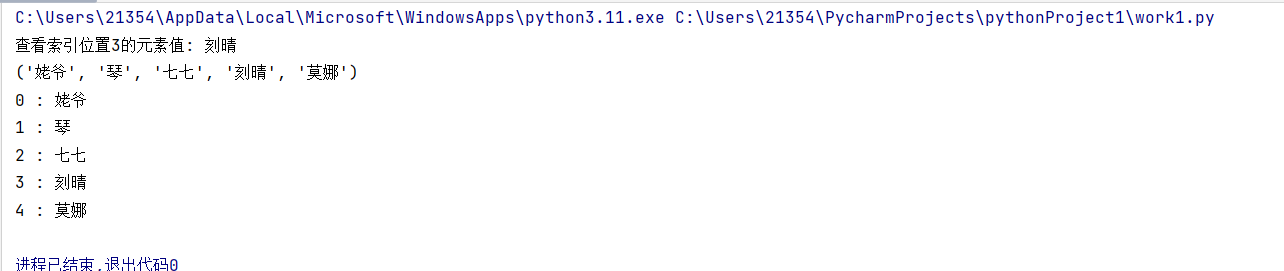 C:\Users\21354\AppData\Local\Microsoft\WindowsApps\python3.11.exe C:\Users\21354\PycharmProjects\pythonProject1\work1.py
查看索引位置3的元素值: 刻晴
('姥爷', '琴', '七七', '刻晴', '莫娜')
0 : 姥爷
1 : 琴
2 : 七七
3 : 刻晴
4 : 莫娜
进程已结束,退出代码0